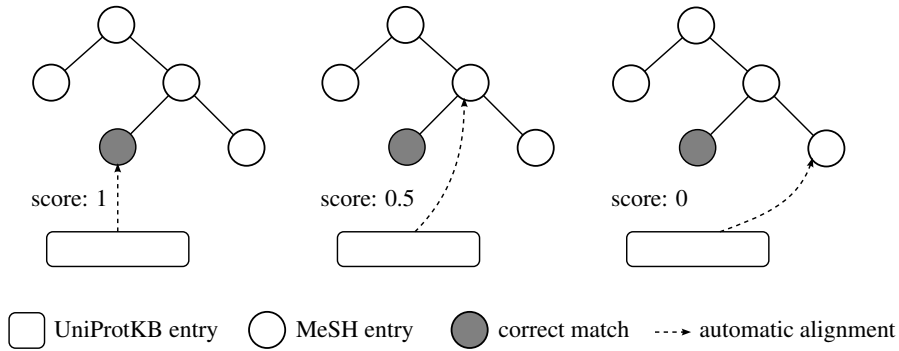 score: 1
score: 0.5
score: 0
UniProtKB entry
MeSH entry
correct match
automatic alignment